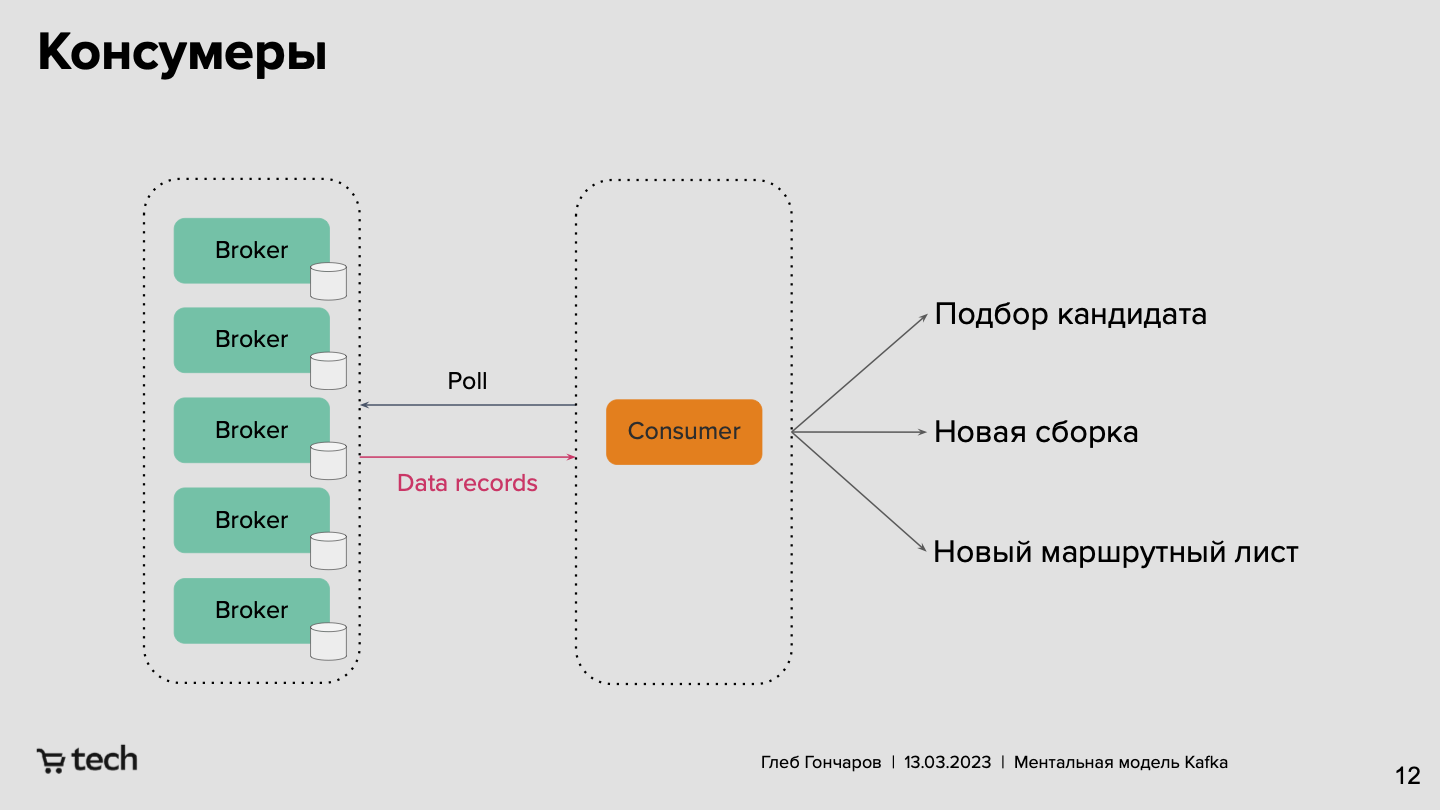 Консумеры
Broker
Broker
Broker
Broker
Broker
Poll
Data records
Consumer
Подбор кандидата
Новая сборка
Новый маршрутный лист
tech
Глеб Гончаров | 13.03.2023 | Ментальная модель Kafka
12